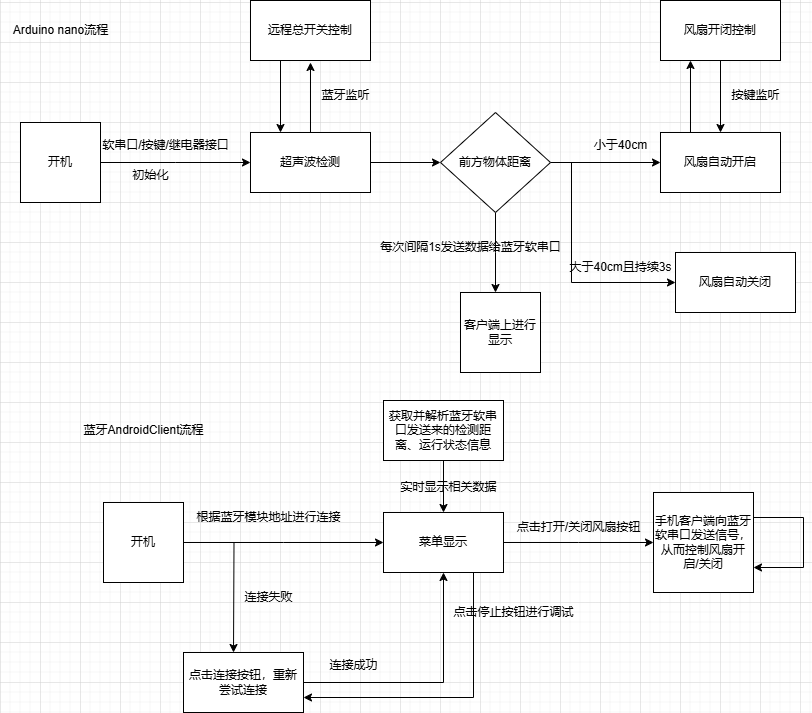 Arduino nano流程
远程总开关控制
风扇开闭控制
蓝牙监听
按键监听
开机
软串口/按键/继电器接口
初始化
超声波检测
前方物体距离
小于40cm
风扇自动开启
每次间隔1s发送数据给蓝牙软串口
大于40cm且持续3s
风扇自动关闭
客户端上进行
显示
蓝牙AndroidClient流程
获取并解析蓝牙软串
口发送来的检测距
离、运行状态信息
实时显示相关数据
开机
根据蓝牙模块地址进行连接
菜单显示
点击打开/关闭风扇按钮
手机客户端向蓝牙
软串口发送信号，
从而控制风扇开
启/关闭
连接失败
点击停止按钮进行调试
点击连接按钮，重新
尝试连接
连接成功